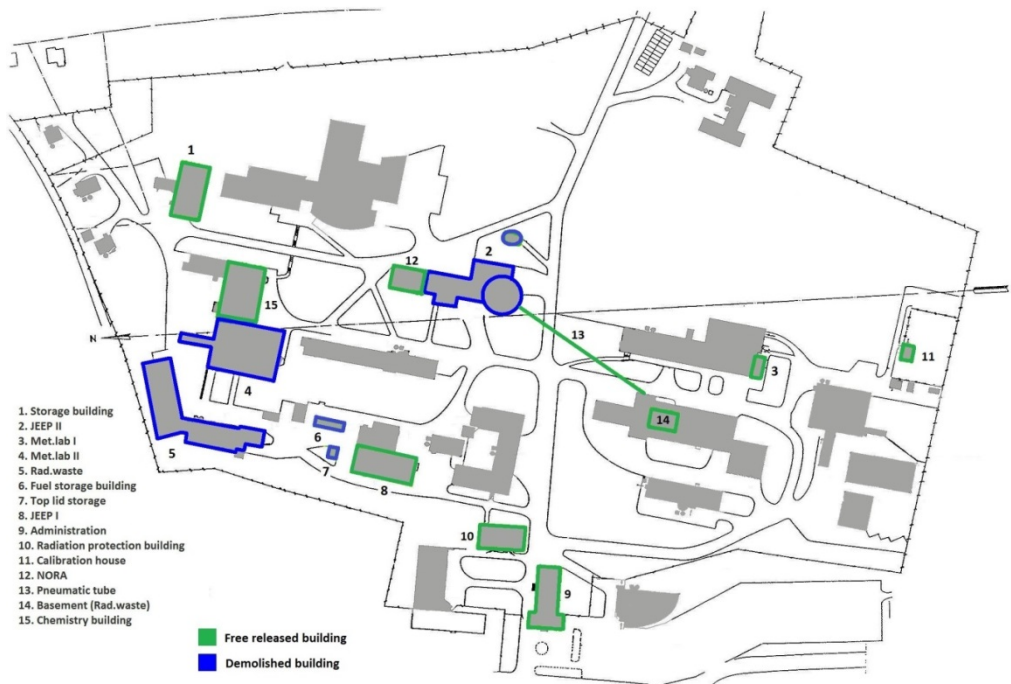 1
2
12
15
13
11
N
3
4
14
6
5
7
8
10
9
1. Storage building
2. JEEP II
3. Met.lab I
4. Met.lab II
5. Rad.waste
6. Fuel storage building
7. Top lid storage
8. JEEP I
9. Administration
10. Radiation protection building
11. Calibration house
12. NORA
13. Pneumatic tube
14. Basement (Rad.waste)
15. Chemistry building
Free released building
Demolished building